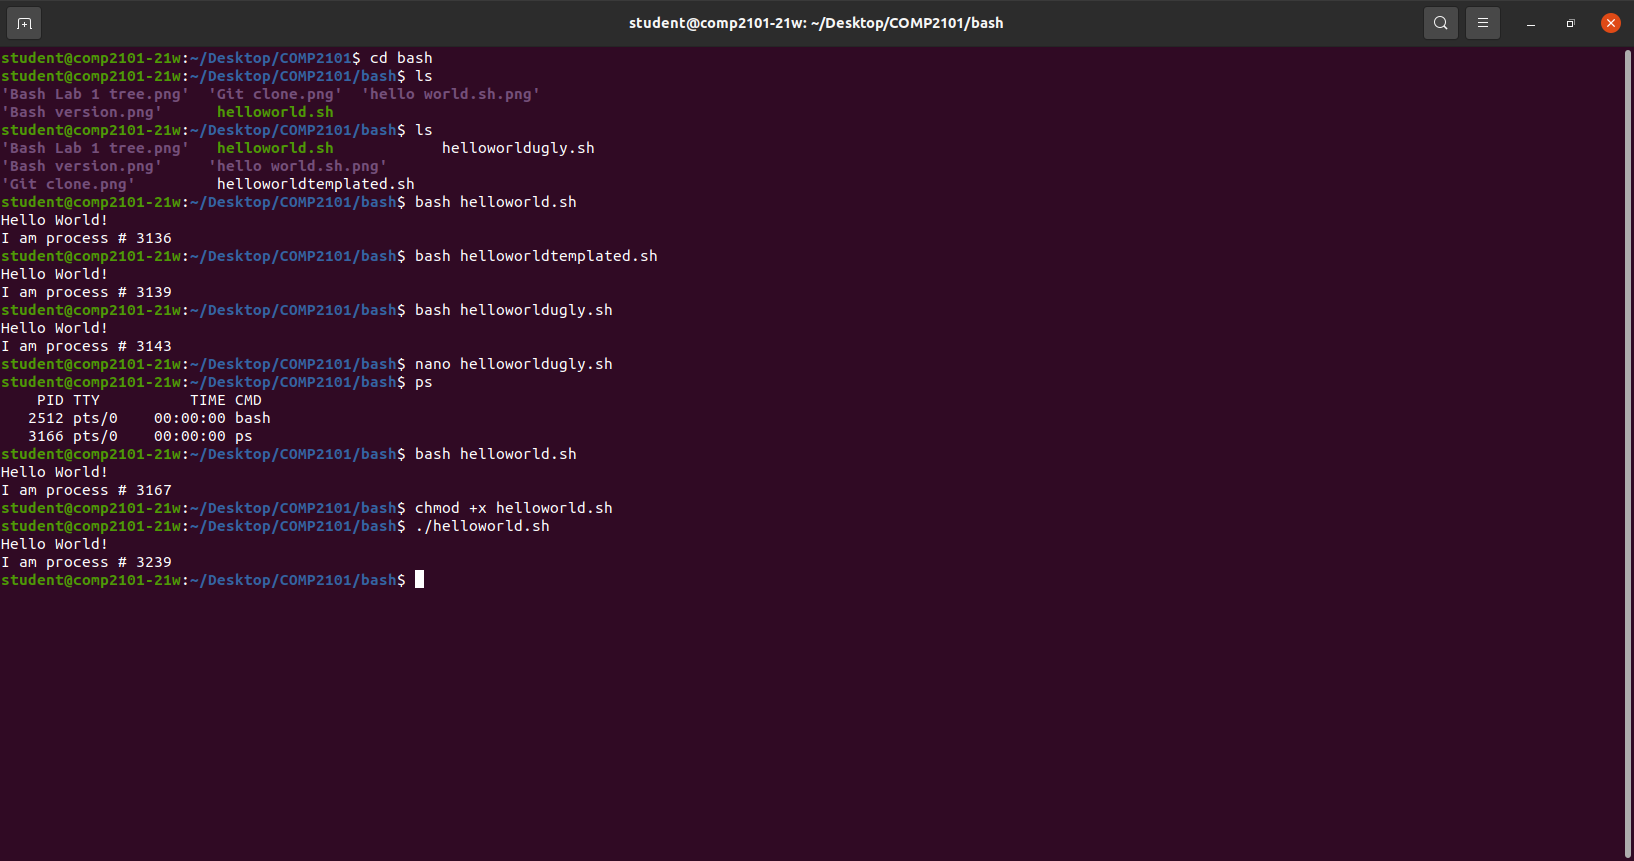 student@comp2101-21w: ~/Desktop/COMP2101/bash
student@comp2101-21w:~/Desktop/COMP2101$ cd bash
student@comp2101-21w:~/Desktop/COMP2101/bash$ ls
'Bash Lab 1 tree.png'  'Git clone.png'  'hello world.sh.png'
'Bash version.png'      helloworld.sh
student@comp2101-21w:~/Desktop/COMP2101/bash$ ls
'Bash Lab 1 tree.png'   helloworld.sh            helloworldugly.sh
'Bash version.png'     'hello world.sh.png'
'Git clone.png'         helloworldtemplated.sh
student@comp2101-21w:~/Desktop/COMP2101/bash$ bash helloworld.sh
Hello World!
I am process # 3136
student@comp2101-21w:~/Desktop/COMP2101/bash$ bash helloworldtemplated.sh
Hello World!
I am process # 3139
student@comp2101-21w:~/Desktop/COMP2101/bash$ bash helloworldugly.sh
Hello World!
I am process # 3143
student@comp2101-21w:~/Desktop/COMP2101/bash$ nano helloworldugly.sh
student@comp2101-21w:~/Desktop/COMP2101/bash$ ps
    PID TTY          TIME CMD
   2512 pts/0    00:00:00 bash
   3166 pts/0    00:00:00 ps
student@comp2101-21w:~/Desktop/COMP2101/bash$ bash helloworld.sh
Hello World!
I am process # 3167
student@comp2101-21w:~/Desktop/COMP2101/bash$ chmod +x helloworld.sh
student@comp2101-21w:~/Desktop/COMP2101/bash$ ./helloworld.sh
Hello World!
I am process # 3239
student@comp2101-21w:~/Desktop/COMP2101/bash$